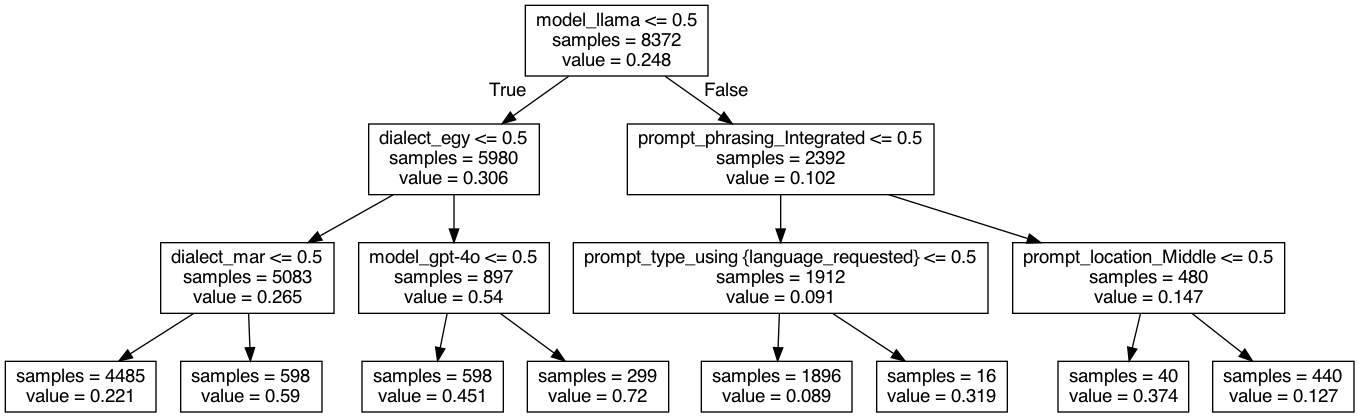 model_llama <= 0.5
samples = 8372
value = 0.248
True
False
dialect_egy <= 0.5
samples = 5980
value = 0.306
prompt_phrasing_Integrated <= 0.5
samples = 2392
value = 0.102
dialect_mar <= 0.5
samples = 5083
value = 0.265
model_gpt-4o <= 0.5
samples = 897
value = 0.54
prompt_type_using {language_requested} <= 0.5
samples = 1912
value = 0.091
prompt_location_Middle <= 0.5
samples = 480
value = 0.147
samples = 4485
value = 0.221
samples = 598
value = 0.59
samples = 598
value = 0.451
samples = 299
value = 0.72
samples = 1896
value = 0.089
samples = 16
value = 0.319
samples = 40
value = 0.374
samples = 440
value = 0.127